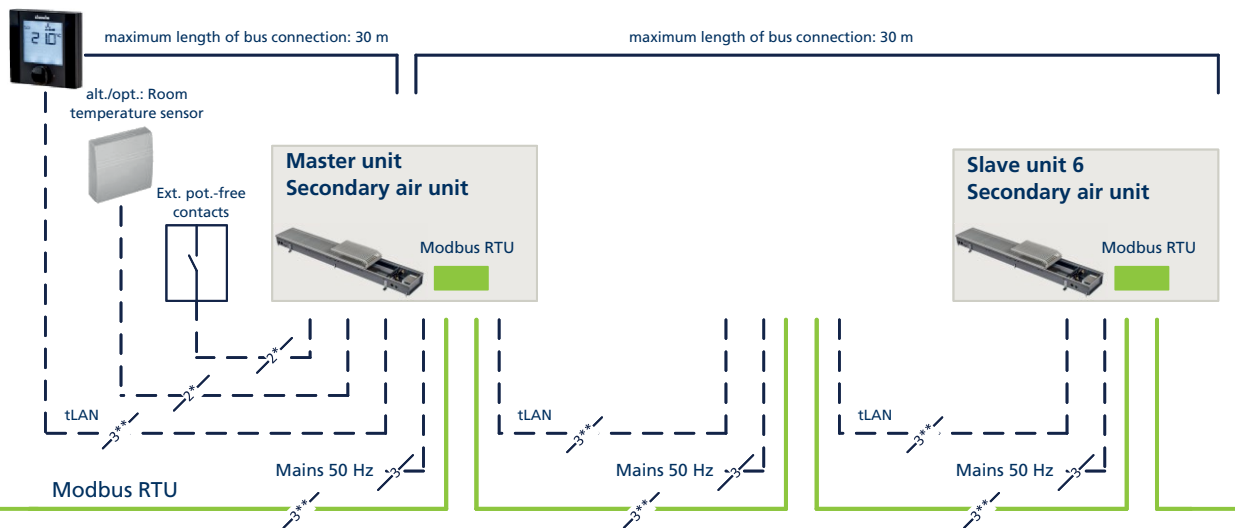 maximum length of bus connection: 30 m
maximum length of bus connection: 30 m
21.0°C
alt./opt.: Room
temperature sensor
Ext. pot.-free
contacts
Master unit
Secondary air unit
Modbus RTU
Slave unit 6
Secondary air unit
Modbus RTU
2*
2*
tLAN
3**
tLAN
3**
tLAN
3**
Mains 50 Hz
3
Mains 50 Hz
3
Mains 50 Hz
3
Modbus RTU
3**
3**
3**